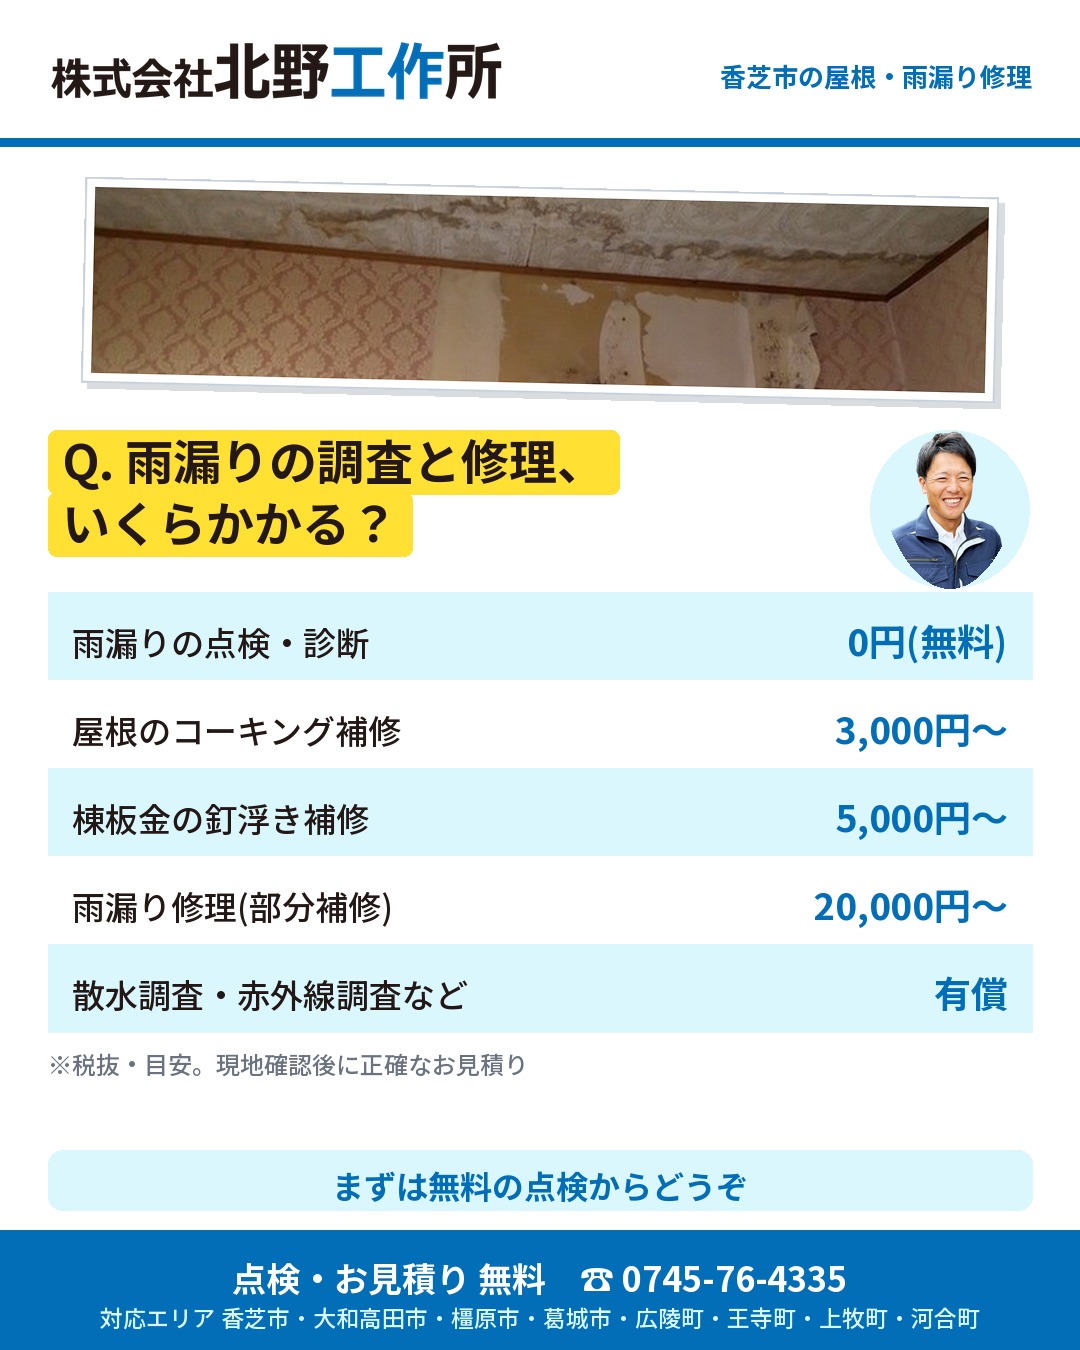 株式会社北野工作所
香芝市の屋根・雨漏り修理
Q. 雨漏りの調査と修理、
いくらかかる？
雨漏りの点検・診断 0円(無料)
屋根のコーキング補修 3,000円〜
棟板金の釘浮き補修 5,000円〜
雨漏り修理(部分補修) 20,000円〜
散水調査・赤外線調査など 有償
※税抜・目安。現地確認後に正確なお見積り
まずは無料の点検からどうぞ
点検・お見積り 無料 ☎ 0745-76-4335
対応エリア 香芝市・大和高田市・橿原市・葛城市・広陵町・王寺町・上牧町・河合町